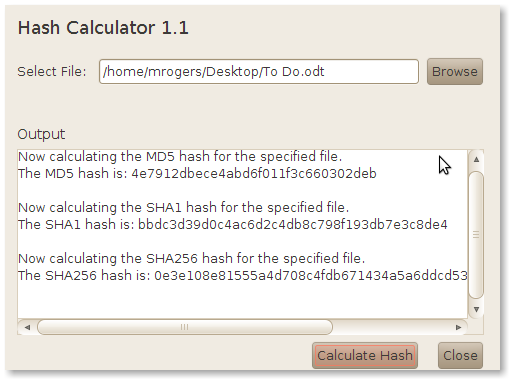 Hash Calculator 1.1
Select File: /home/mrogers/Desktop/To Do.odt Browse
Output
Now calculating the MD5 hash for the specified file.
The MD5 hash is: 4e7912dbece4abd6f011f3c660302deb
Now calculating the SHA1 hash for the specified file.
The SHA1 hash is: bbdc3d39d0c4ac6d2c4db8c798f193db7e3c8de4
Now calculating the SHA256 hash for the specified file.
The SHA256 hash is: 0e3e108e81555a4d708c4fdb671434a5a6ddcd53
Calculate Hash Close